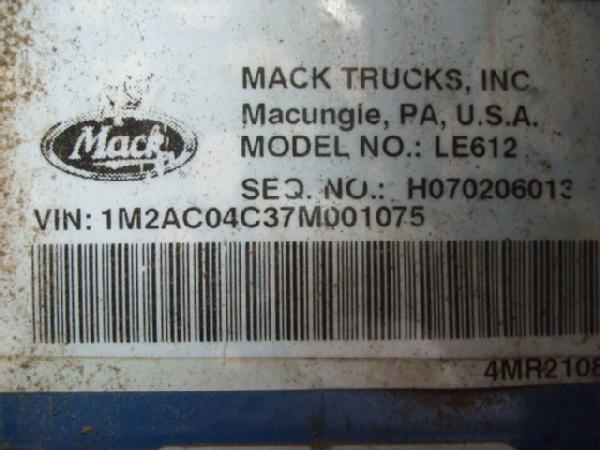 MACK TRUCKS, INC
Macungie, PA, U.S.A.
Mack
MODEL NO.: LE612
SEQ. NO.: H070206013
VIN: 1M2AC04C37M001075
4MR2108